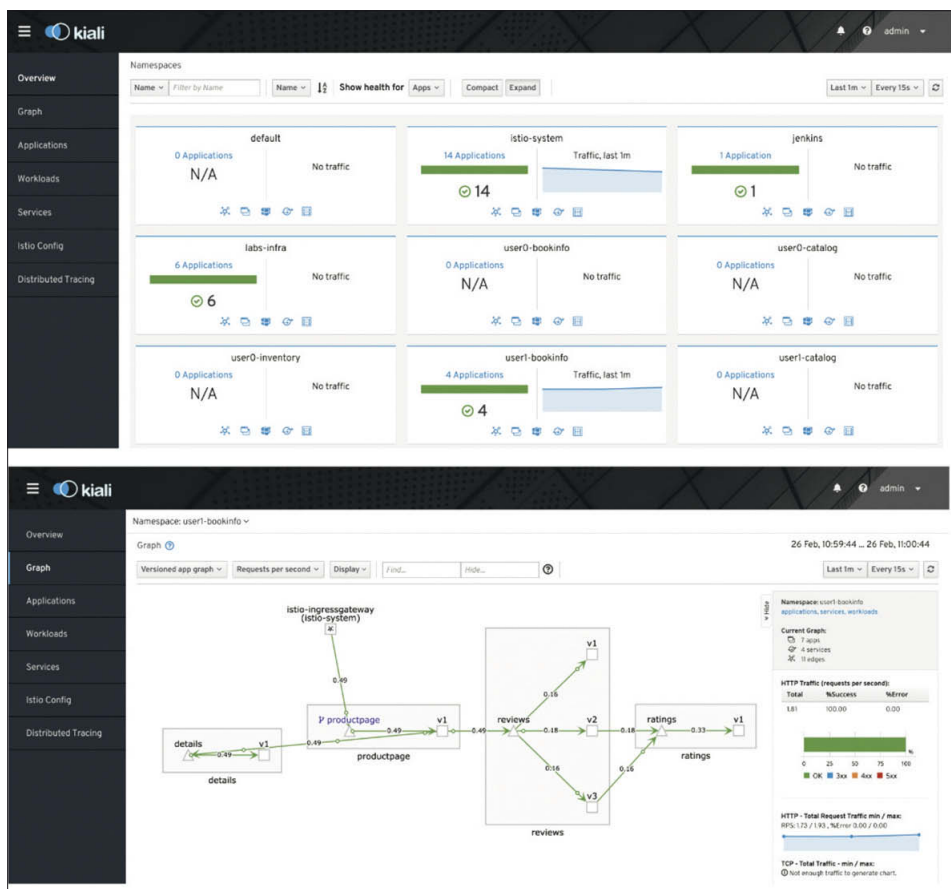 kiali
admin
Overview
Graph
Applications
Workloads
Services
Istio Config
Distributed Tracing
Namespaces
Name Filter by Name Name Show health for Apps Compact Expand Last 1m Every 15s
default
0 Applications
N/A
No traffic
istio-system
14 Applications
14
Traffic, last 1m
jenkins
1 Application
1
No traffic
labs-infra
6 Applications
6
No traffic
user0-bookinfo
0 Applications
N/A
No traffic
user0-catalog
0 Applications
N/A
No traffic
user0-inventory
0 Applications
N/A
No traffic
user1-bookinfo
4 Applications
4
Traffic, last 1m
user1-catalog
0 Applications
N/A
No traffic
kiali
admin
Overview
Graph
Applications
Workloads
Services
Istio Config
Distributed Tracing
Namespace: user1-bookinfo
Graph
26 Feb, 10:59:44 ... 26 Feb, 11:00:44
Versioned app graph Requests per second Display Find... Hide... Last 1m Every 15s
istio-ingressgateway
(istio-system)
0.49
productpage
v1
0.49
0.49
productpage
details
v1
0.49
details
0.49
reviews
v1
0.16
v2
0.18
v3
0.16
reviews
0.18
0.16
ratings
v1
0.33
ratings
Hide
Namespace: user1-bookinfo
applications, services, workloads
Current Graph:
7 apps
4 services
11 edges
HTTP Traffic (requests per second):
Total %Success %Error
1.81 100.00 0.00
%
0 25 50 75 100
OK 3xx 4xx 5xx
HTTP - Total Request Traffic min / max:
RPS: 1.73 / 1.93 , %Error 0.00 / 0.00
TCP - Total Traffic - min / max:
Not enough traffic to generate chart.